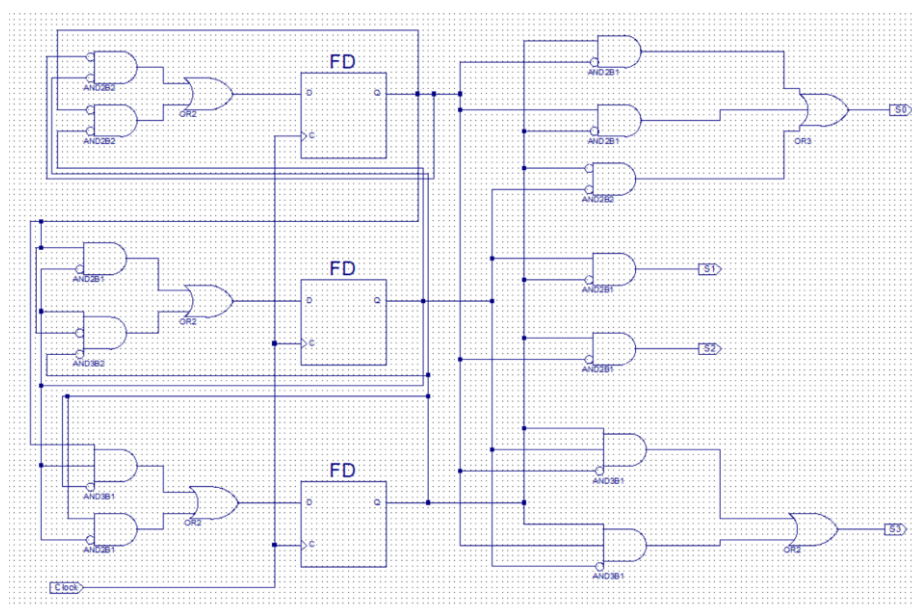 FD
AND2B2
OR2
D
Q
C
AND2B2
AND2B1
AND2B1
AND2B2
OR3
S0
FD
AND2B1
OR2
D
Q
C
AND3B2
AND2B1
S1
AND2B1
S2
FD
AND3B1
OR2
D
Q
C
AND2B1
AND3B1
AND3B1
OR2
S3
Clock